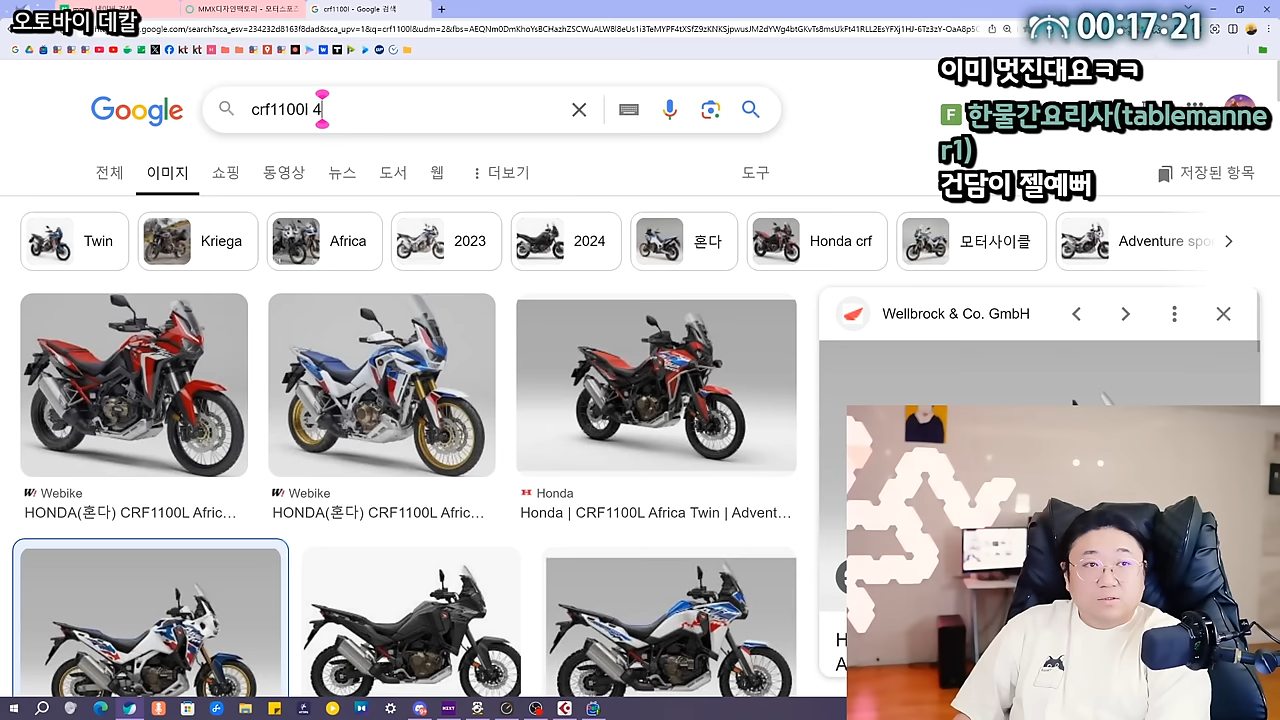 오토바이 데칼
MMX디자인팩토리 - 모터스포츠
crf1100l - Google 검색
00:17:21
이미 멋진대요ㅋㅋ
F 한물간요리사(tablemanne
r1)
건담이 젤예뻐
Google
crf1100l 4
전체 이미지 쇼핑 동영상 뉴스 도서 웹 더보기 도구 저장된 항목
Twin Kriega Africa 2023 2024 혼다 Honda crf 모터사이클 Adventure spo
Wellbrock & Co. GmbH
Webike
HONDA(혼다) CRF1100L Afric...
Webike
HONDA(혼다) CRF1100L Afric...
Honda
Honda | CRF1100L Africa Twin | Advent...
H
A